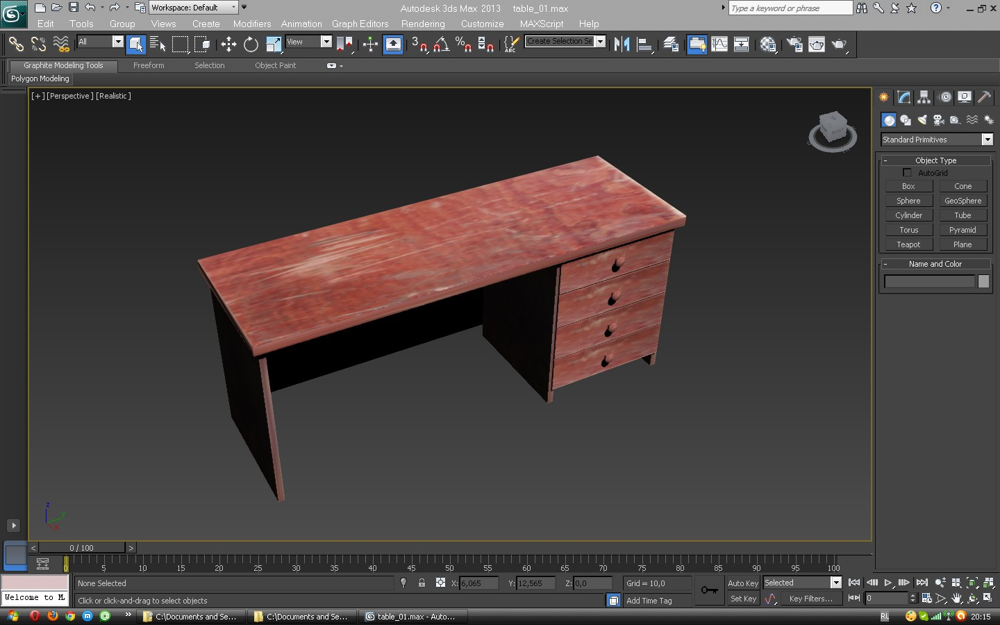 Workspace: Default
Autodesk 3ds Max 2013 table_01.max
Type a keyword or phrase
Edit Tools Group Views Create Modifiers Animation Graph Editors Rendering Customize MAXScript Help
All View 3 Create Selection Se
ABC
Graphite Modeling Tools Freeform Selection Object Paint
Polygon Modeling
[+] [Perspective] [Realistic]
RIGHT
Standard Primitives
- Object Type
AutoGrid
Box Cone
Sphere GeoSphere
Cylinder Tube
Torus Pyramid
Teapot Plane
- Name and Color
z
y
x
< 0 / 100 >
0 5 10 15 20 25 30 35 40 45 50 55 60 65 70 75 80 85 90 95 100
None Selected X: 6,065 Y: 12,565 Z: 0,0 Grid = 10,0 Auto Key Selected
Welcome to M Click or click-and-drag to select objects Add Time Tag Set Key Key Filters... 0
C:\Documents and Se... C:\Documents and Se... table_01.max - Auto... RL 20:15